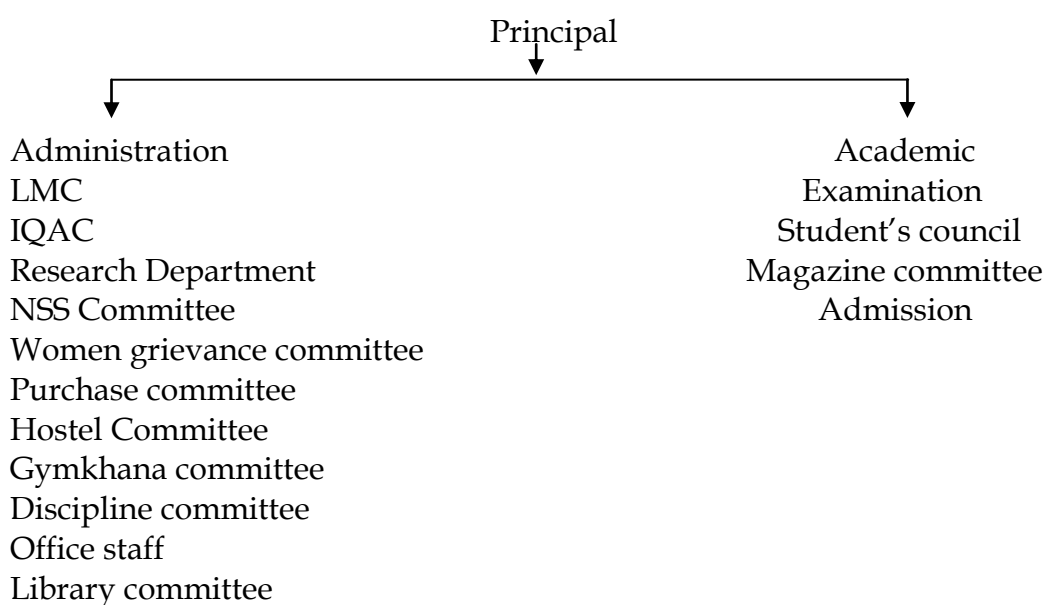 Principal
Administration
LMC
IQAC
Research Department
NSS Committee
Women grievance committee
Purchase committee
Hostel Committee
Gymkhana committee
Discipline committee
Office staff
Library committee
Academic
Examination
Student’s council
Magazine committee
Admission